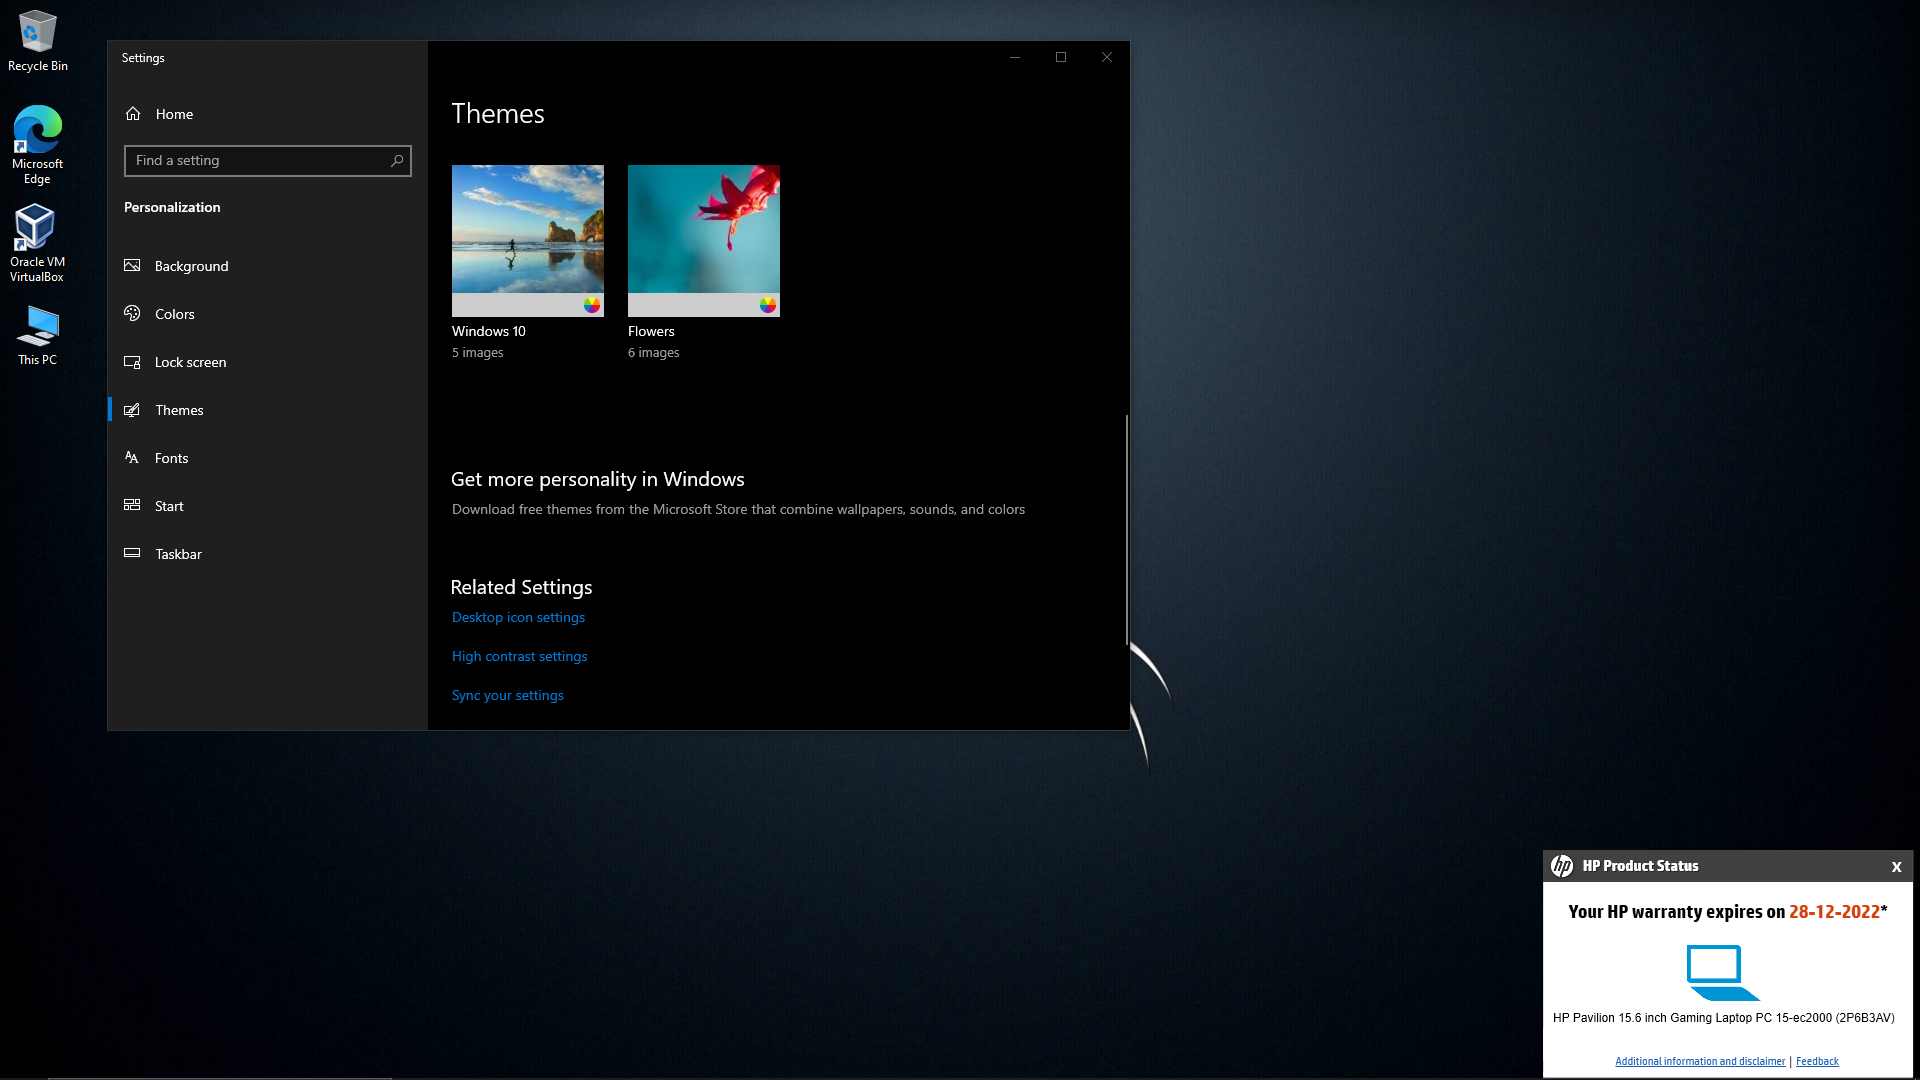 Recycle Bin
Microsoft
Edge
Oracle VM
VirtualBox
This PC
Settings
Home
Find a setting
Personalization
Background
Colors
Lock screen
Themes
Fonts
Start
Taskbar
Themes
Windows 10
5 images
Flowers
6 images
Get more personality in Windows
Download free themes from the Microsoft Store that combine wallpapers, sounds, and colors
Related Settings
Desktop icon settings
High contrast settings
Sync your settings
hp HP Product Status X
Your HP warranty expires on 28-12-2022*
HP Pavilion 15.6 inch Gaming Laptop PC 15-ec2000 (2P6B3AV)
Additional information and disclaimer | Feedback